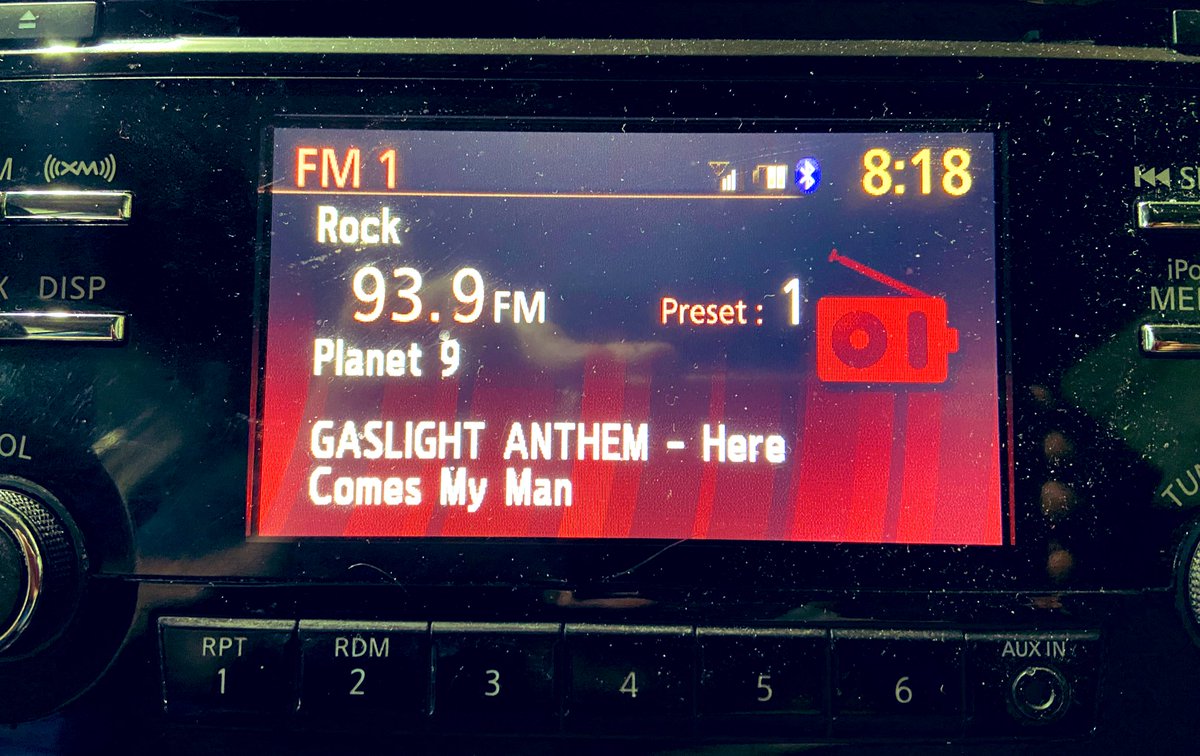 FM 1
8:18
Rock
93.9 FM
Preset : 1
Planet 9
GASLIGHT ANTHEM - Here
Comes My Man
((XM))
DISP
RPT
1
RDM
2
3
4
5
6
AUX IN